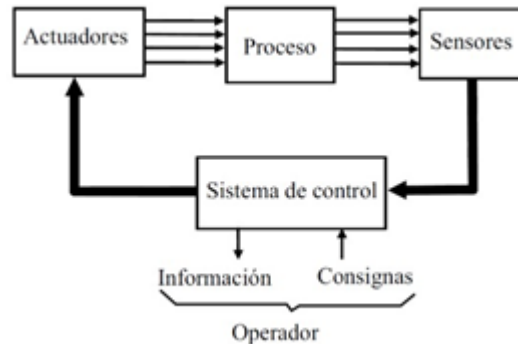 Actuadores
Proceso
Sensores
Sistema de control
Información
Consignas
Operador